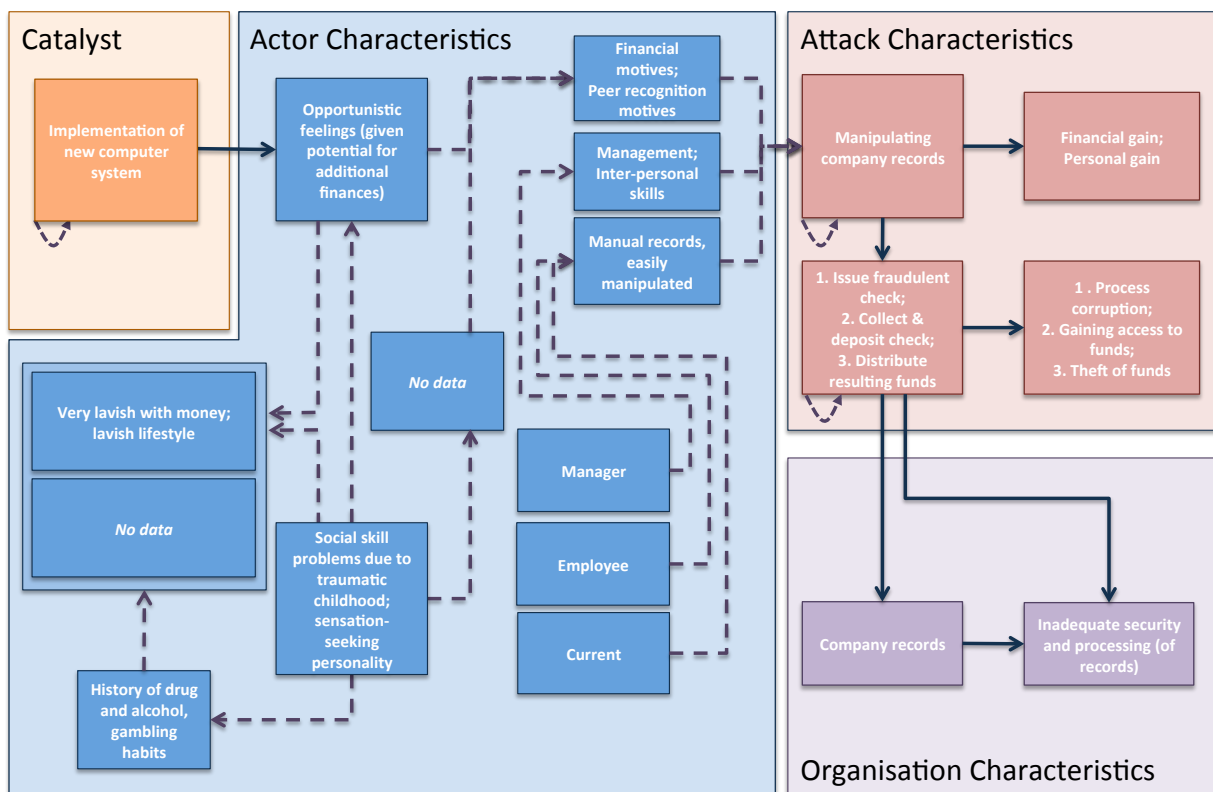 Catalyst
Implementation of
new computer
system
Actor Characteristics
Opportunistic
feelings (given
potential for
additional
finances)
Financial
motives;
Peer recognition
motives
Management;
Inter-personal
skills
Manual records,
easily
manipulated
No data
Very lavish with money;
lavish lifestyle
No data
Social skill
problems due to
traumatic
childhood;
sensation-
seeking
personality
History of drug
and alcohol,
gambling
habits
Manager
Employee
Current
Attack Characteristics
Manipulating
company records
Financial gain;
Personal gain
1. Issue fraudulent
check;
2. Collect &
deposit check;
3. Distribute
resulting funds
1 . Process
corruption;
2. Gaining access to
funds;
3. Theft of funds
Company records
Inadequate security
and processing (of
records)
Organisation Characteristics